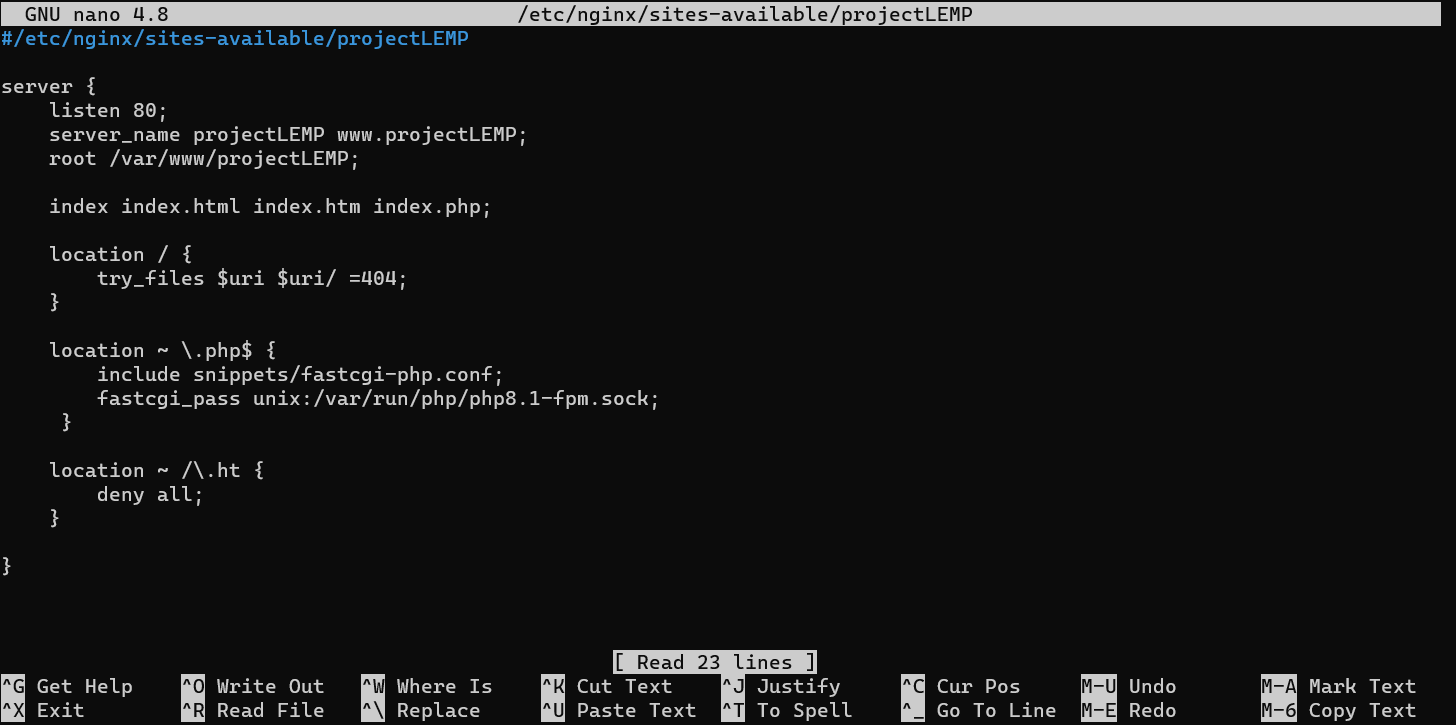 GNU nano 4.8 /etc/nginx/sites-available/projectLEMP
#/etc/nginx/sites-available/projectLEMP

server {
    listen 80;
    server_name projectLEMP www.projectLEMP;
    root /var/www/projectLEMP;

    index index.html index.htm index.php;

    location / {
        try_files $uri $uri/ =404;
    }

    location ~ \.php$ {
        include snippets/fastcgi-php.conf;
        fastcgi_pass unix:/var/run/php/php8.1-fpm.sock;
     }

    location ~ /\.ht {
        deny all;
    }

}

[ Read 23 lines ]
^G Get Help ^O Write Out ^W Where Is ^K Cut Text ^J Justify ^C Cur Pos M-U Undo M-A Mark Text
^X Exit ^R Read File ^\ Replace ^U Paste Text ^T To Spell ^_ Go To Line M-E Redo M-6 Copy Text